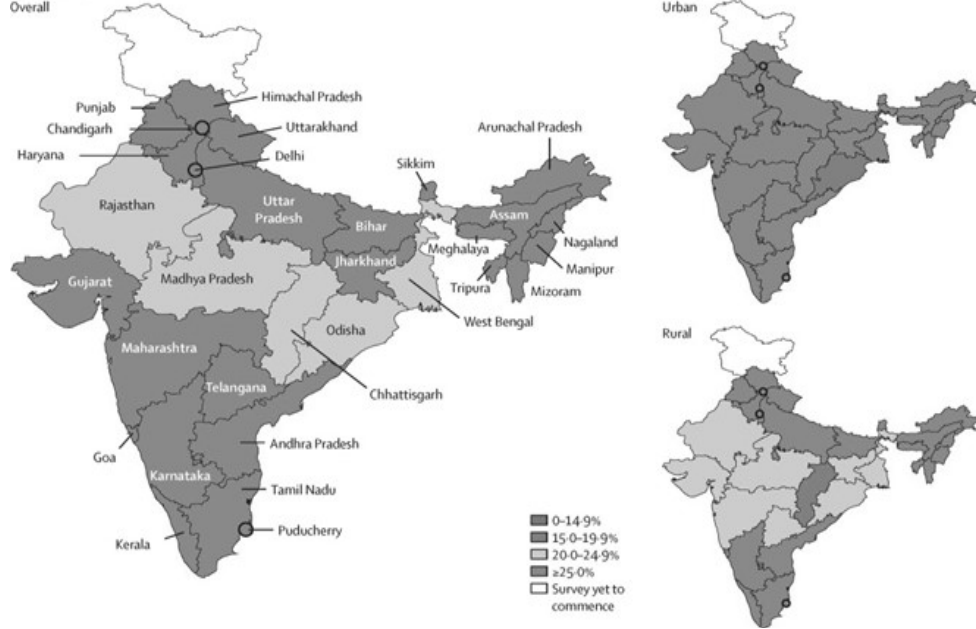 Overall
Punjab
Himachal Pradesh
Chandigarh
Uttarakhand
Haryana
Delhi
Arunachal Pradesh
Sikkim
Rajasthan
Uttar
Pradesh
Bihar
Assam
Nagaland
Meghalaya
Jharkhand
Manipur
Gujarat
Madhya Pradesh
Tripura
Mizoram
West Bengal
Odisha
Maharashtra
Telangana
Chhattisgarh
Goa
Andhra Pradesh
Karnataka
Tamil Nadu
Kerala
Puducherry
0–14·9%
15·0–19·9%
20·0–24·9%
≥25·0%
Survey yet to
commence
Urban
Rural